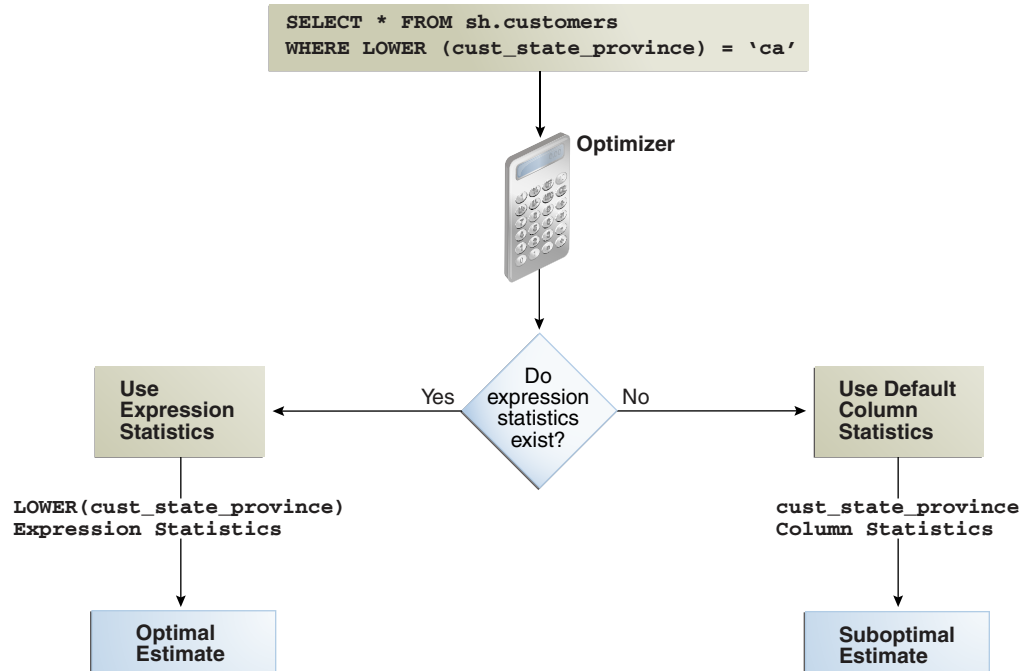 SELECT * FROM sh.customers
WHERE LOWER (cust_state_province) = ‘ca’
Optimizer
Do
expression
statistics
exist?
Yes
No
Use
Expression
Statistics
Use Default
Column
Statistics
LOWER(cust_state_province)
Expression Statistics
cust_state_province
Column Statistics
Optimal
Estimate
Suboptimal
Estimate